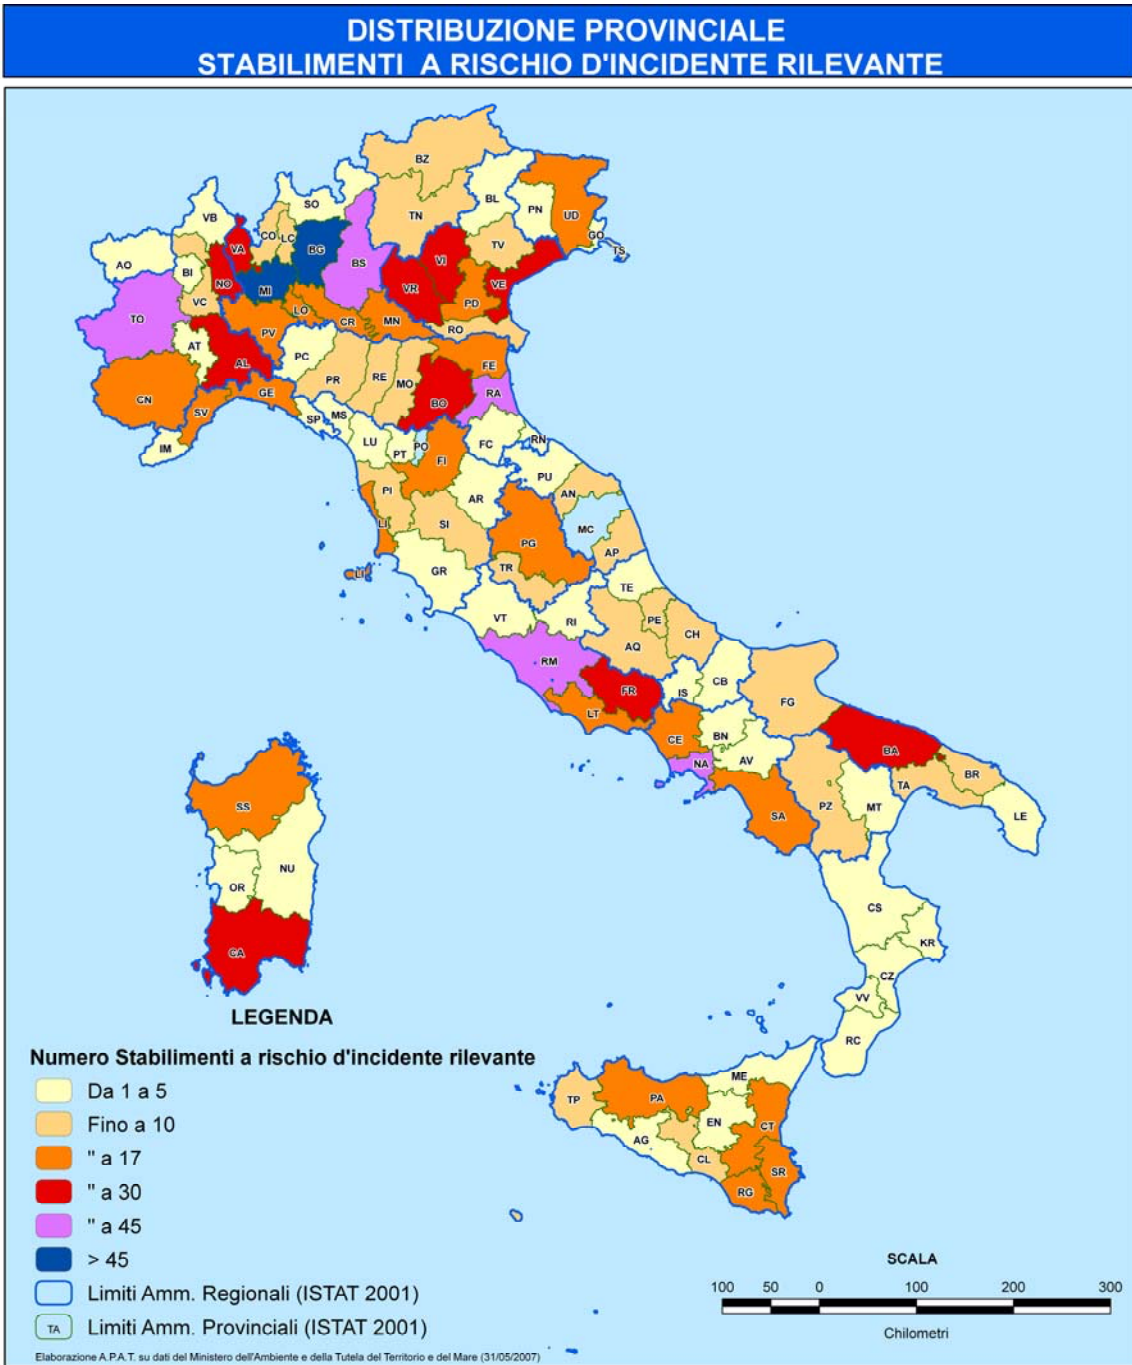 DISTRIBUZIONE PROVINCIALE
STABILIMENTI A RISCHIO D'INCIDENTE RILEVANTE
BZ
SO
BL
PN
UD
VB
TN
CO
LC
VA
BG
TV
GO
TS
AO
BI
NO
MI
BS
VR
VI
VE
VC
TO
PD
LO
CR
MN
RO
PV
AT
AL
PC
FE
PR
RE
MO
BO
RA
CN
GE
SV
SP
MS
IM
LU
PT
PO
FC
RN
FI
PU
PI
AR
AN
LI
SI
MC
PG
AP
GR
TR
LI
TE
VT
RI
PE
CH
AQ
RM
FR
IS
CB
FG
LT
CE
BN
BA
NA
AV
BR
TA
SS
PZ
MT
SA
LE
NU
OR
CS
KR
CA
CZ
VV
RC
ME
TP
PA
EN
CT
AG
CL
SR
RG
LEGENDA
Numero Stabilimenti a rischio d'incidente rilevante
Da 1 a 5
Fino a 10
" a 17
" a 30
" a 45
> 45
Limiti Amm. Regionali (ISTAT 2001)
TA Limiti Amm. Provinciali (ISTAT 2001)
SCALA
100 50 0 100 200 300
Chilometri
Elaborazione A.P.A.T. su dati del Ministero dell'Ambiente e della Tutela del Territorio e del Mare (31/05/2007)